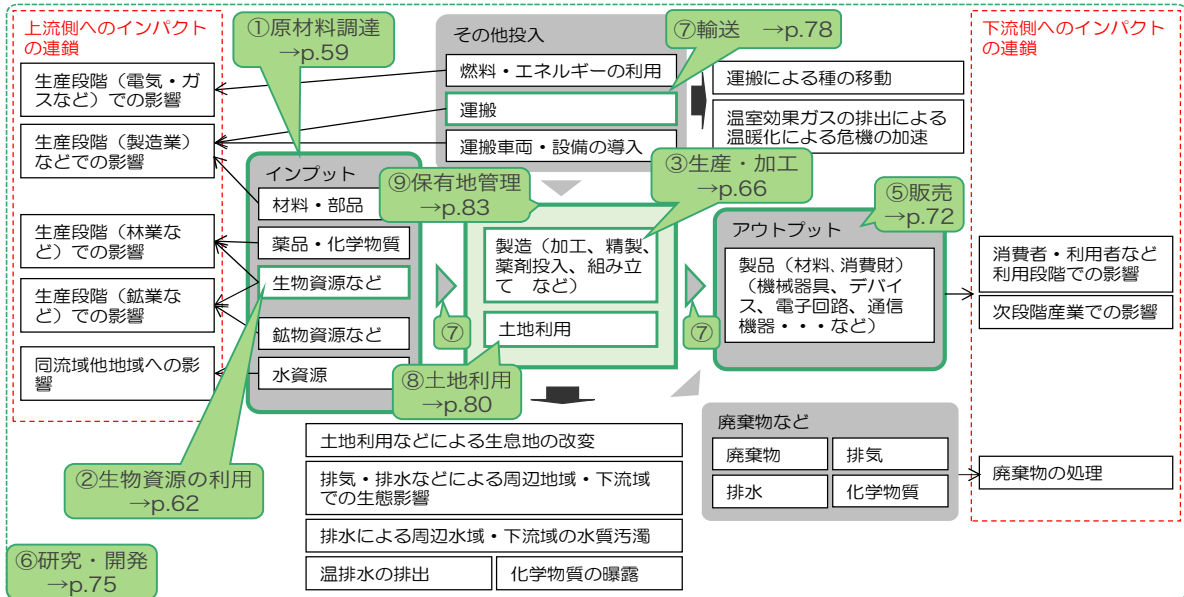 上流側へのインパクト
の連鎖
生産段階（電気・ガ
スなど）での影響
生産段階（製造業）
などでの影響
生産段階（林業な
ど）での影響
生産段階（鉱業な
ど）での影響
同流域他地域への影
響
①原材料調達
→p.59
インプット
材料・部品
薬品・化学物質
生物資源など
鉱物資源など
水資源
②生物資源の利用
→p.62
⑥研究・開発
→p.75
その他投入
燃料・エネルギーの利用
運搬
運搬車両・設備の導入
⑦輸送　→p.78
運搬による種の移動
温室効果ガスの排出による
温暖化による危機の加速
③生産・加工
→p.66
⑨保有地管理
→p.83
製造（加工、精製、
薬剤投入、組み立
て　など）
土地利用
⑦
⑦
⑧土地利用
→p.80
⑤販売
→p.72
アウトプット
製品（材料、消費財）
（機械器具、デバイ
ス、電子回路、通信
機器・・・など）
土地利用などによる生息地の改変
排気・排水などによる周辺地域・下流域
での生態影響
排水による周辺水域・下流域の水質汚濁
温排水の排出
化学物質の曝露
廃棄物など
廃棄物
排気
排水
化学物質
下流側へのインパクト
の連鎖
消費者・利用者など
利用段階での影響
次段階産業での影響
廃棄物の処理